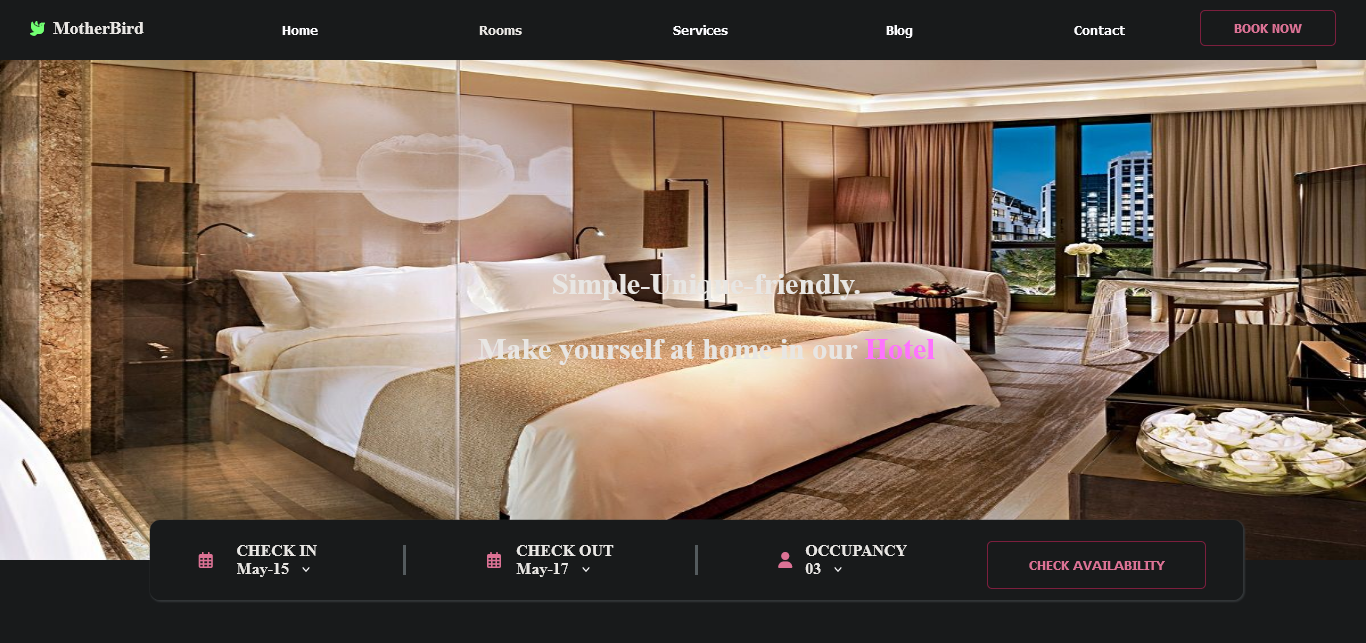 MotherBird
Home
Rooms
Services
Blog
Contact
BOOK NOW
Simple-Unique-friendly.
Make yourself at home in our Hotel
CHECK IN
May-15
CHECK OUT
May-17
OCCUPANCY
03
CHECK AVAILABILITY